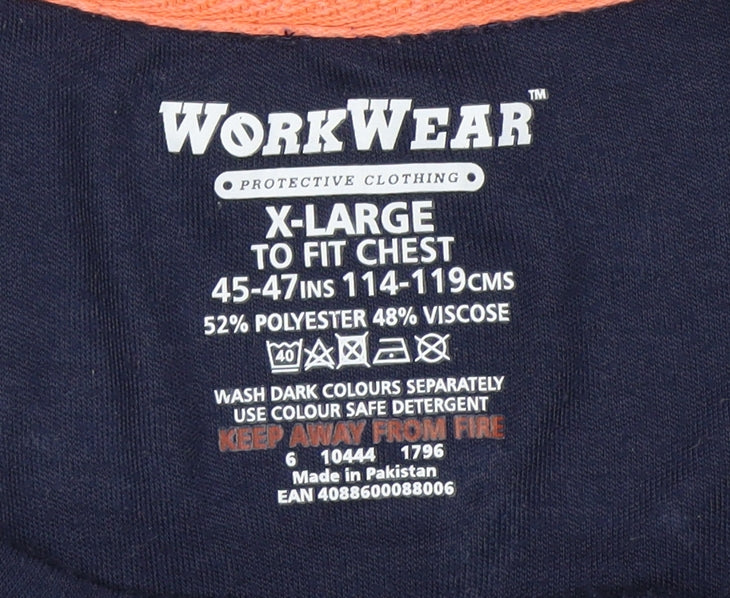 WORKWEAR™
• PROTECTIVE CLOTHING •
X-LARGE
TO FIT CHEST
45-47INS 114-119CMS
52% POLYESTER 48% VISCOSE
40
WASH DARK COLOURS SEPARATELY
USE COLOUR SAFE DETERGENT
KEEP AWAY FROM FIRE
6 10444 1796
Made in Pakistan
EAN 4088600088006